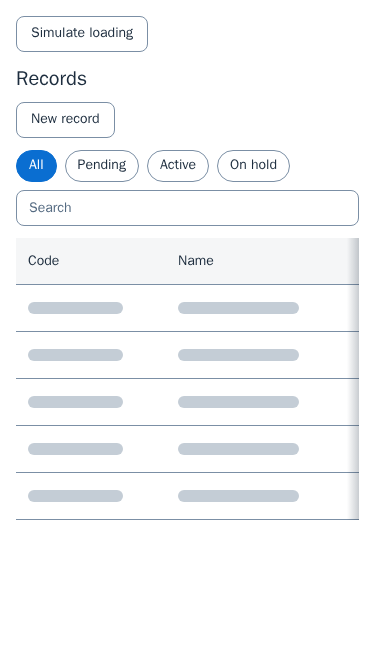 Simulate loading
Records
New record
All Pending Active On hold
Search
Code Name